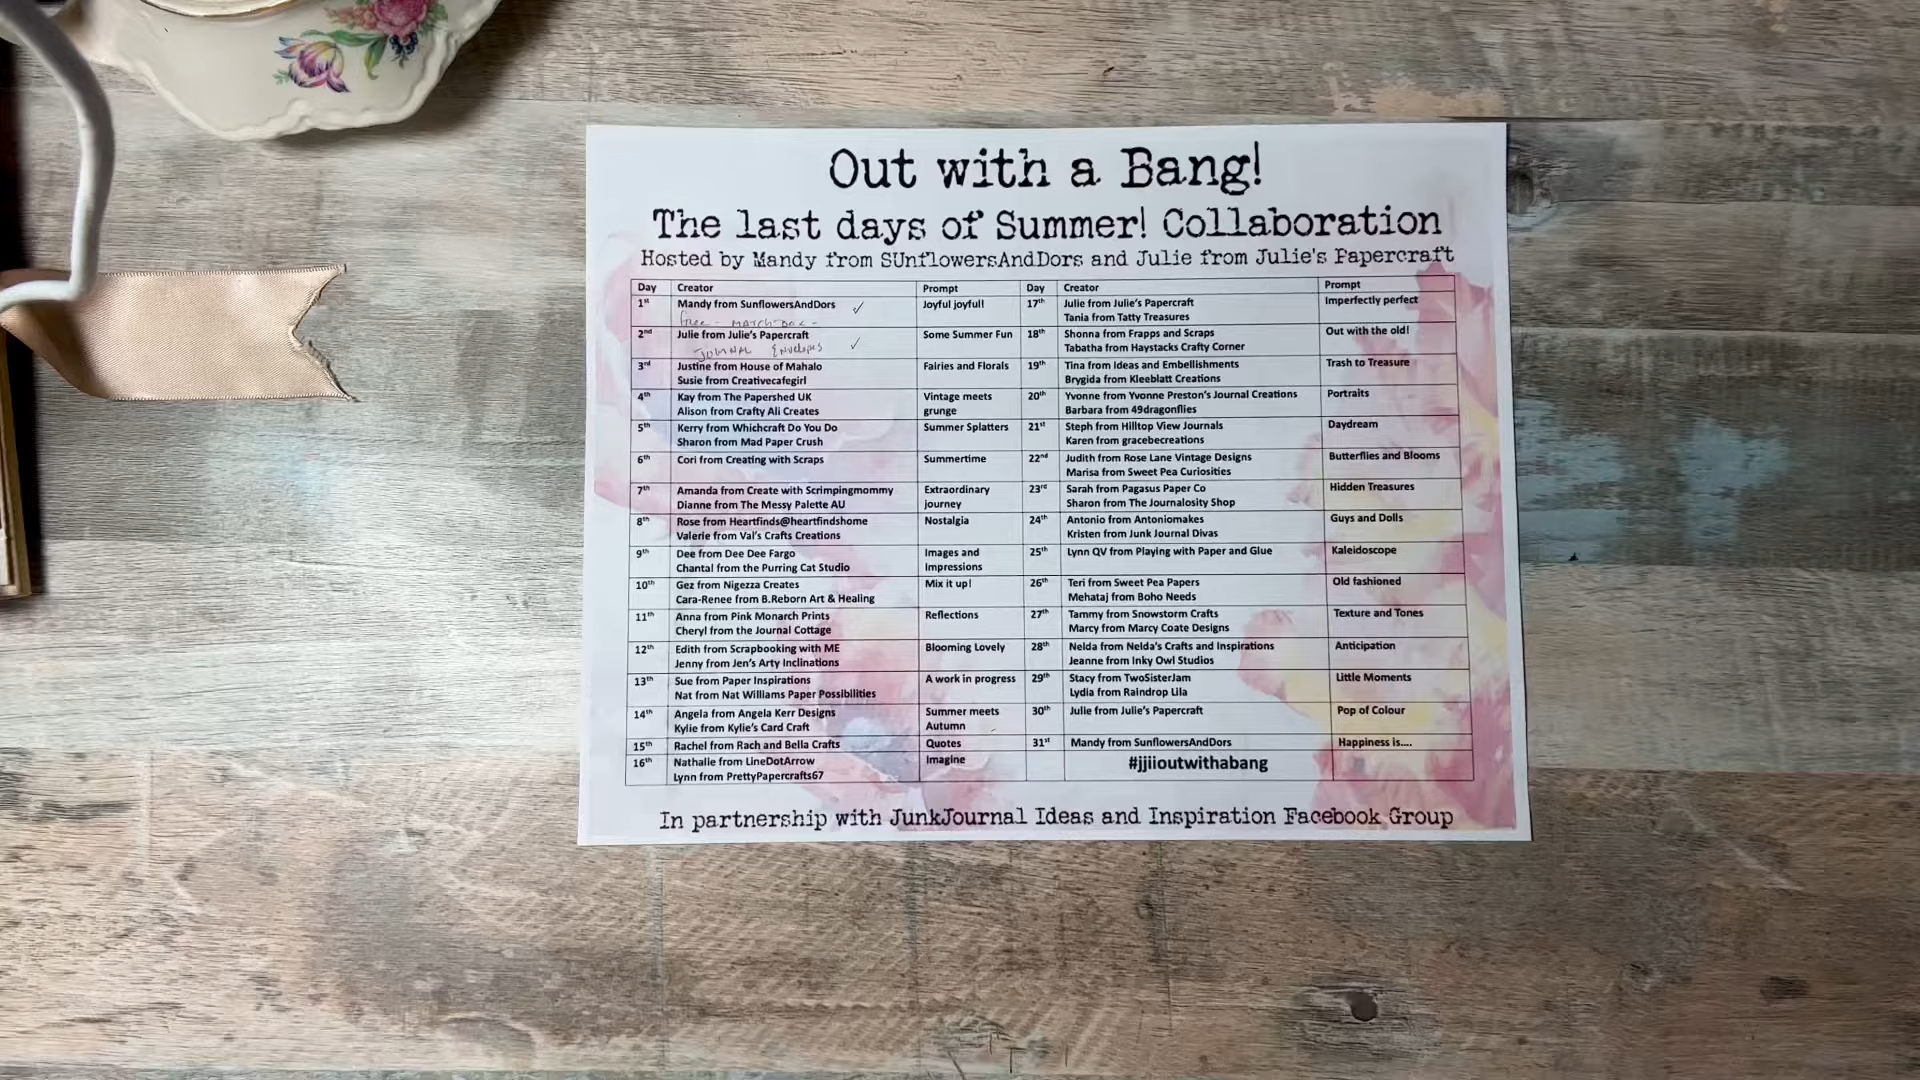 Out with a Bang!
The last days of Summer! Collaboration
Hosted by Mandy from SUnflowersAndDors and Julie from Julie's Papercraft
Day Creator Prompt Day Creator Prompt
1st Mandy from SunflowersAndDors ✓ Joyful joyful! 17th Julie from Julie's Papercraft Imperfectly perfect
free - match box - Tania from Tatty Treasures
2nd Julie from Julie's Papercraft Some Summer Fun 18th Shonna from Frapps and Scraps Out with the old!
Journal Envelopes ✓ Tabatha from Haystacks Crafty Corner
3rd Justine from House of Mahalo Fairies and Florals 19th Tina from Ideas and Embellishments Trash to Treasure
Susie from Creativecafegirl Brygida from Kleeblatt Creations
4th Kay from The Papershed UK Vintage meets 20th Yvonne from Yvonne Preston's Journal Creations Portraits
Alison from Crafty Ali Creates grunge Barbara from 49dragonflies
5th Kerry from Whichcraft Do You Do Summer Splatters 21st Steph from Hilltop View Journals Daydream
Sharon from Mad Paper Crush Karen from gracebecreations
6th Cori from Creating with Scraps Summertime 22nd Judith from Rose Lane Vintage Designs Butterflies and Blooms
Marisa from Sweet Pea Curiosities
7th Amanda from Create with Scrimpingmommy Extraordinary 23rd Sarah from Pagasus Paper Co Hidden Treasures
Dianne from The Messy Palette AU journey Sharon from The Journalosity Shop
8th Rose from Heartfinds@heartfindshome Nostalgia 24th Antonio from Antoniomakes Guys and Dolls
Valerie from Val's Crafts Creations Kristen from Junk Journal Divas
9th Dee from Dee Dee Fargo Images and 25th Lynn QV from Playing with Paper and Glue Kaleidoscope
Chantal from the Purring Cat Studio Impressions
10th Gez from Nigezza Creates Mix it up! 26th Teri from Sweet Pea Papers Old fashioned
Cara-Renee from B.Reborn Art & Healing Mehataj from Boho Needs
11th Anna from Pink Monarch Prints Reflections 27th Tammy from Snowstorm Crafts Texture and Tones
Cheryl from the Journal Cottage Marcy from Marcy Coate Designs
12th Edith from Scrapbooking with ME Blooming Lovely 28th Nelda from Nelda's Crafts and Inspirations Anticipation
Jenny from Jen's Arty Inclinations Jeanne from Inky Owl Studios
13th Sue from Paper Inspirations A work in progress 29th Stacy from TwoSisterJam Little Moments
Nat from Nat Williams Paper Possibilities Lydia from Raindrop Lila
14th Angela from Angela Kerr Designs Summer meets 30th Julie from Julie's Papercraft Pop of Colour
Kylie from Kylie's Card Craft Autumn
15th Rachel from Rach and Bella Crafts Quotes 31st Mandy from SunflowersAndDors Happiness is....
16th Nathalie from LineDotArrow Imagine #jjiioutwithabang
Lynn from PrettyPapercrafts67
In partnership with JunkJournal Ideas and Inspiration Facebook Group